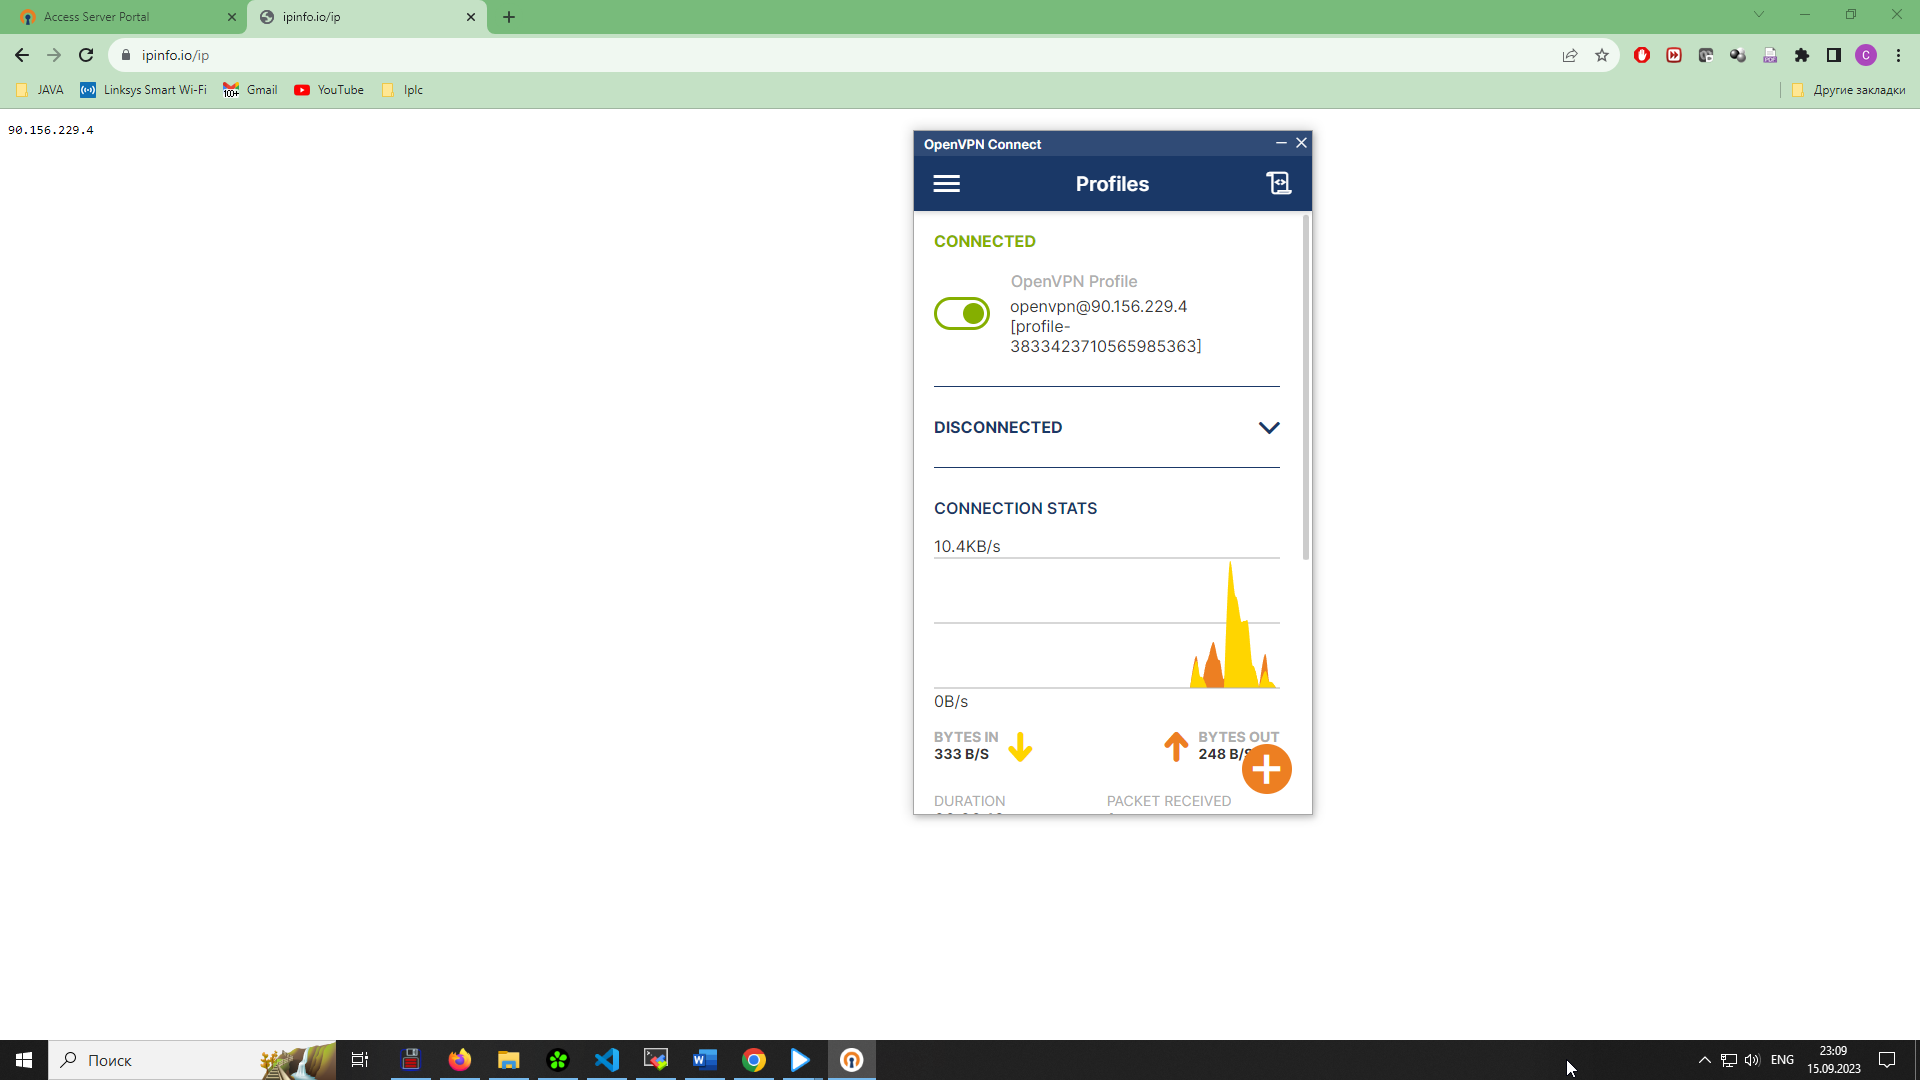 Access Server Portal
ipinfo.io/ip
ipinfo.io/ip
C
JAVA
Linksys Smart Wi-Fi
100+
Gmail
YouTube
Iplc
Другие закладки
90.156.229.4
OpenVPN Connect
Profiles
CONNECTED
OpenVPN Profile
openvpn@90.156.229.4
[profile-
3833423710565985363]
DISCONNECTED
CONNECTION STATS
10.4KB/s
0B/s
BYTES IN
333 B/S
BYTES OUT
248 B/S
DURATION
PACKET RECEIVED
Поиск
ENG
23:09
15.09.2023